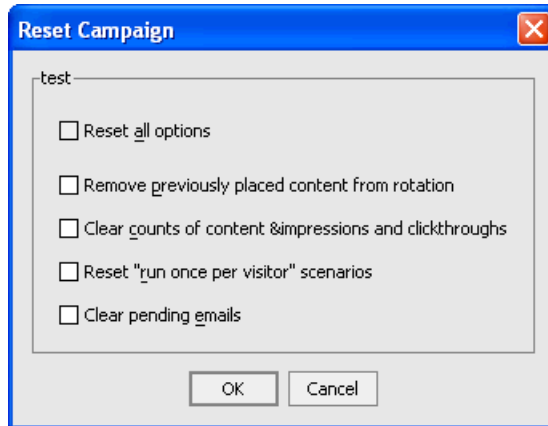 Reset Campaign
test
Reset all options
Remove previously placed content from rotation
Clear counts of content &impressions and clickthroughs
Reset "run once per visitor" scenarios
Clear pending emails
OK Cancel